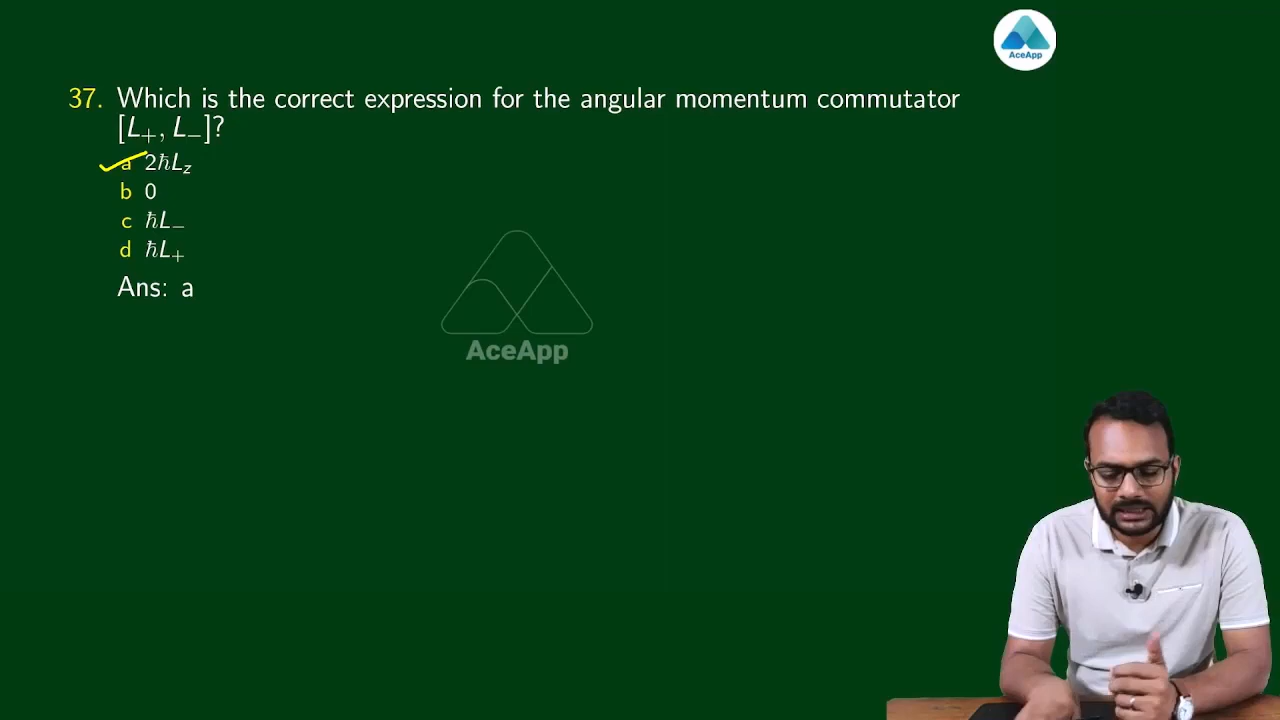 AceApp
37. Which is the correct expression for the angular momentum commutator
[L₊, L₋]?
a 2ħL_z
b 0
c ħL₋
d ħL₊
Ans: a
AceApp